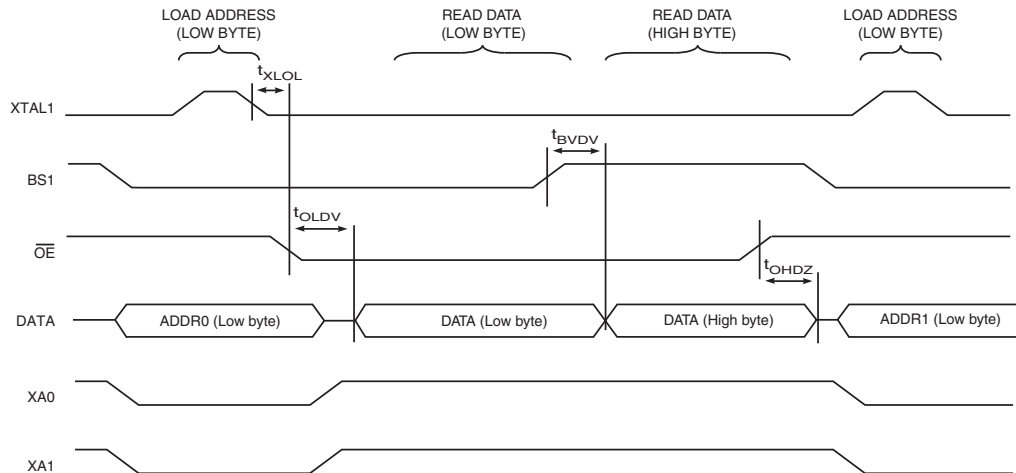 LOAD ADDRESS
(LOW BYTE)
READ DATA
(LOW BYTE)
READ DATA
(HIGH BYTE)
LOAD ADDRESS
(LOW BYTE)
tXLOL
XTAL1
tBVDV
BS1
tOLDV
OE
tOHDZ
DATA
ADDR0 (Low byte)
DATA (Low byte)
DATA (High byte)
ADDR1 (Low byte)
XA0
XA1